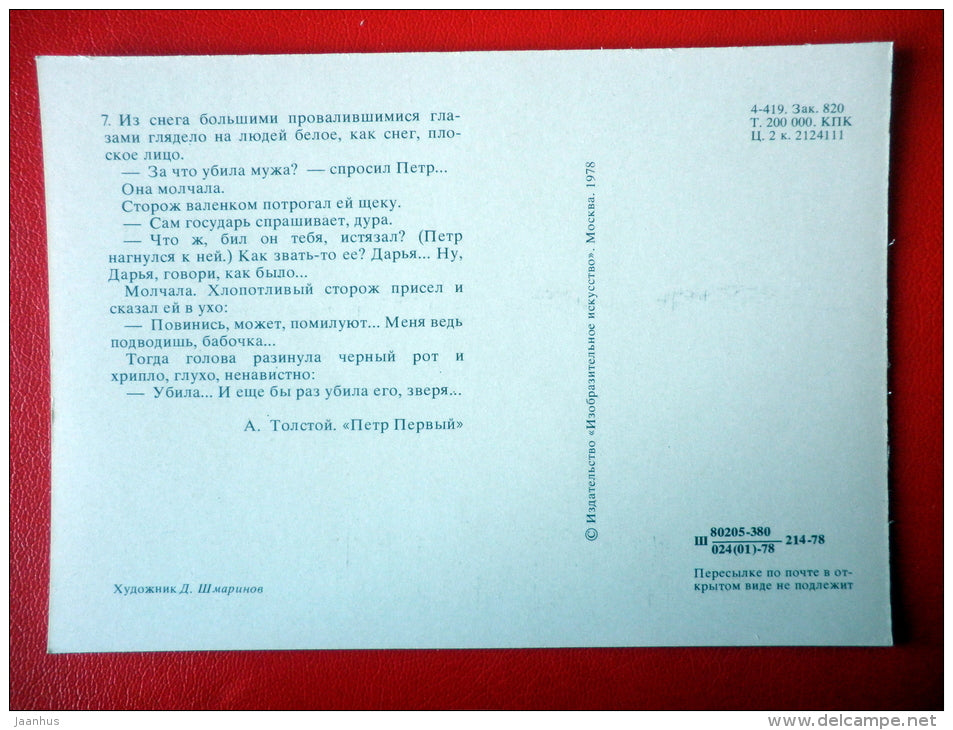 7. Из снега большими провалившимися гла-
зами глядело на людей белое, как снег, пло-
ское лицо.
— За что убила мужа? — спросил Петр...
Она молчала.
Сторож валенком потрогал ей щеку.
— Сам государь спрашивает, дура.
— Что ж, бил он тебя, истязал? (Петр
нагнулся к ней.) Как звать-то ее? Дарья... Ну,
Дарья, говори, как было...
Молчала. Хлопотливый сторож присел и
сказал ей в ухо:
— Повинись, может, помилуют... Меня ведь
подводишь, бабочка...
Тогда голова разинула черный рот и
хрипло, глухо, ненавистно:
— Убила... И еще бы раз убила его, зверя...
А. Толстой. «Петр Первый»
Художник Д. Шмаринов
© Издательство «Изобразительное искусство». Москва. 1978
4-419. Зак. 820
Т. 200 000. КПК
Ц. 2 к. 2124111
Ш 80205-380 214-78
024(01)-78
Пересылке по почте в от-
крытом виде не подлежит
jaanhus
delcampe.net